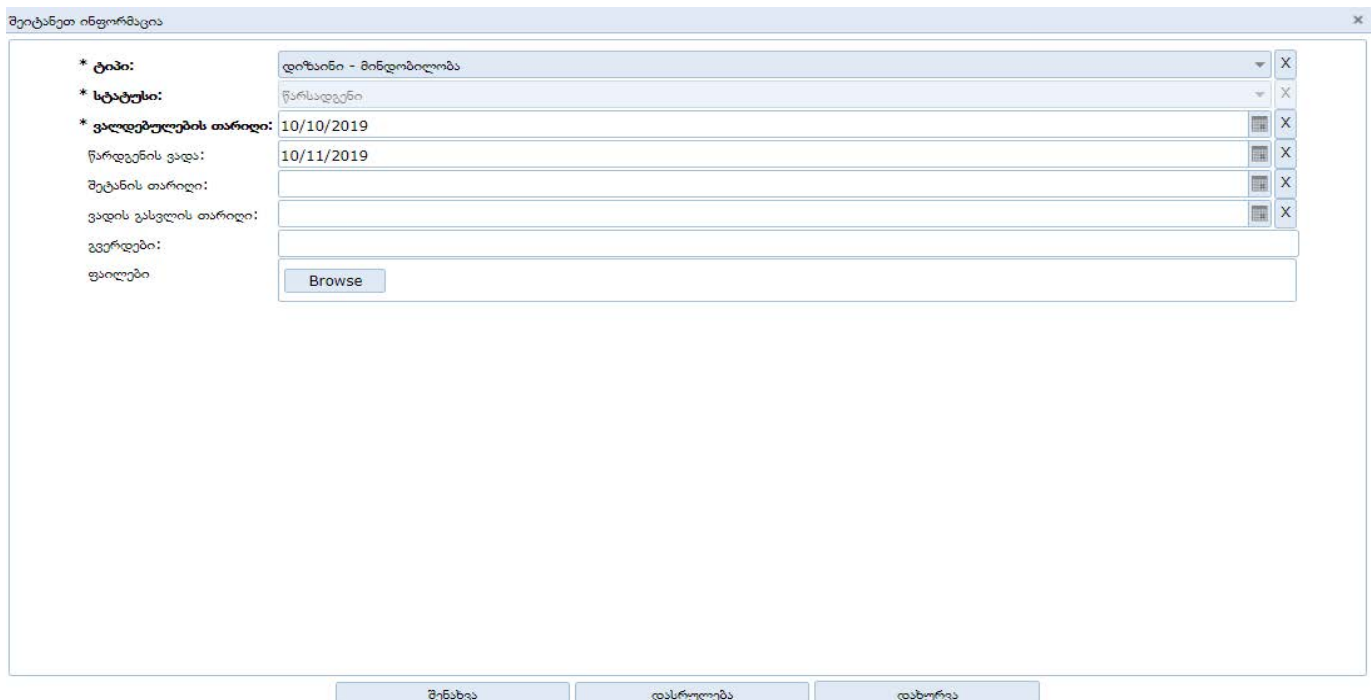 შეიტანეთ ინფორმაცია ×
* ტიპი: დიზაინი - მინდობილობა X
* სტატუსი: წარსადგენი X
* ვალდებულების თარიღი: 10/10/2019 X
წარდგენის ვადა: 10/11/2019 X
შეტანის თარიღი: X
ვადის გასვლის თარიღი: X
გვერდები:
ფაილები Browse
შენახვა დასრულება დახურვა